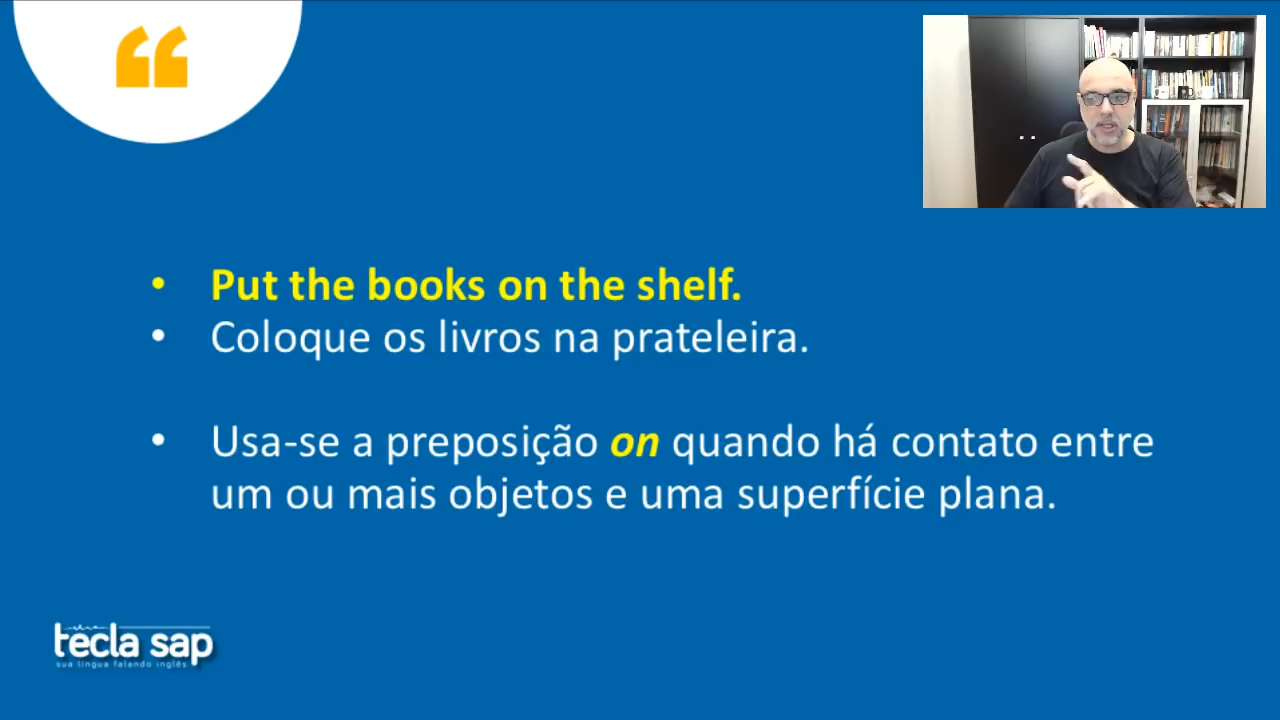 “
• Put the books on the shelf.
• Coloque os livros na prateleira.
• Usa-se a preposição on quando há contato entre
um ou mais objetos e uma superfície plana.
tecla sap
sua língua falando inglês